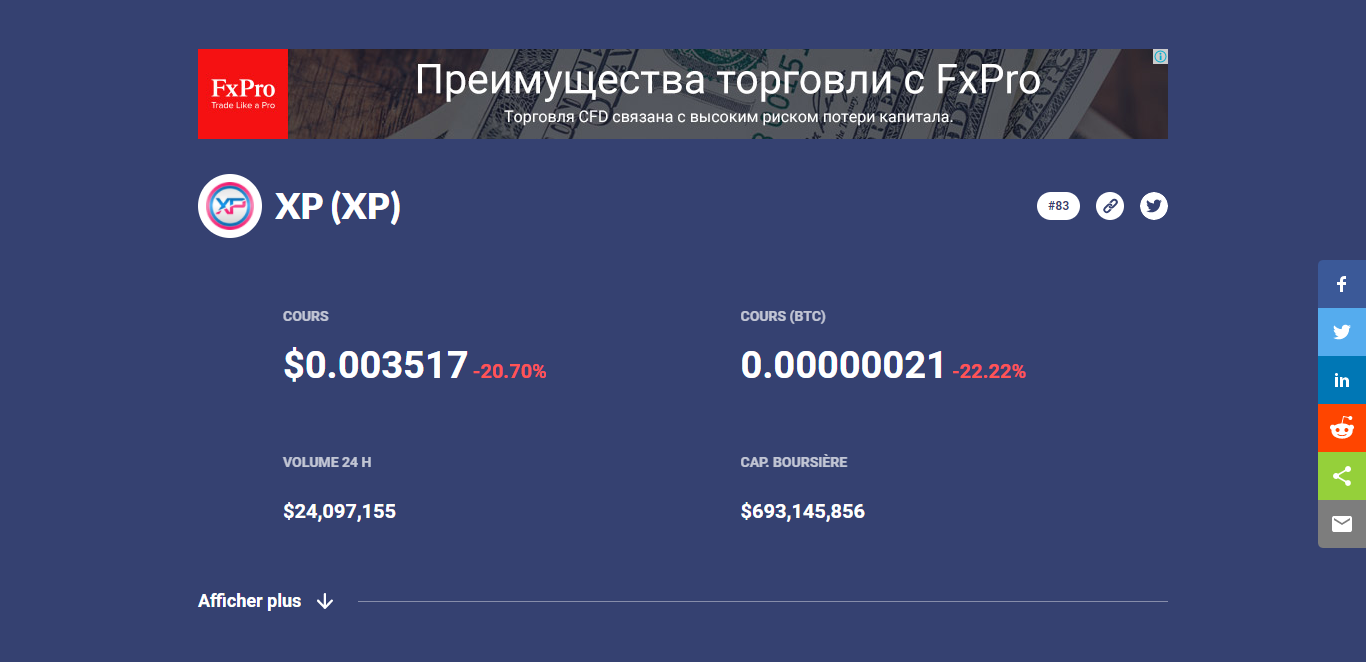 FxPro
Trade Like a Pro
Преимущества торговли с FxPro
Торговля CFD связана с высоким риском потери капитала.
XP
XP (XP)
#83
COURS
$0.003517 -20.70%
COURS (BTC)
0.00000021 -22.22%
VOLUME 24 H
$24,097,155
CAP. BOURSIÈRE
$693,145,856
Afficher plus
f
in